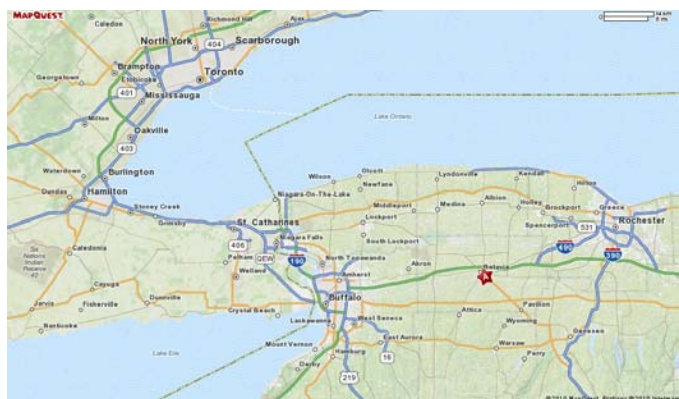 MAPQUEST
Caledon
Richmond Hill
Ajax
North York
404
Scarborough
Brampton
Georgetown
Etobicoke
Toronto
401
Mississauga
Milton
Lake Ontario
Oakville
403
Waterdown
Burlington
Dundas
Hamilton
Stoney Creek
Grimsby
St. Catharines
Niagara-On-The-Lake
Wilson
Olcott
Newfane
Lyndonville
Kendall
Hilton
Middleport
Medina
Albion
Holley
Brockport
Greece
Lockport
Spencerport
531
Rochester
Six
Nations
Indian
Reserve
Caledonia
406
Pelham
Welland
QEW
Niagara Falls
190
South Lockport
North Tonawanda
Amherst
Akron
Batavia
A
490
390
Cayuga
Jarvis
Fisherville
Dunnville
Nanticoke
Crystal Beach
Buffalo
Lackawanna
West Seneca
Attica
Pavilion
Wyoming
Geneseo
Lake Erie
Mount Vernon
Derby
Hamburg
East Aurora
16
219
Warsaw
Perry